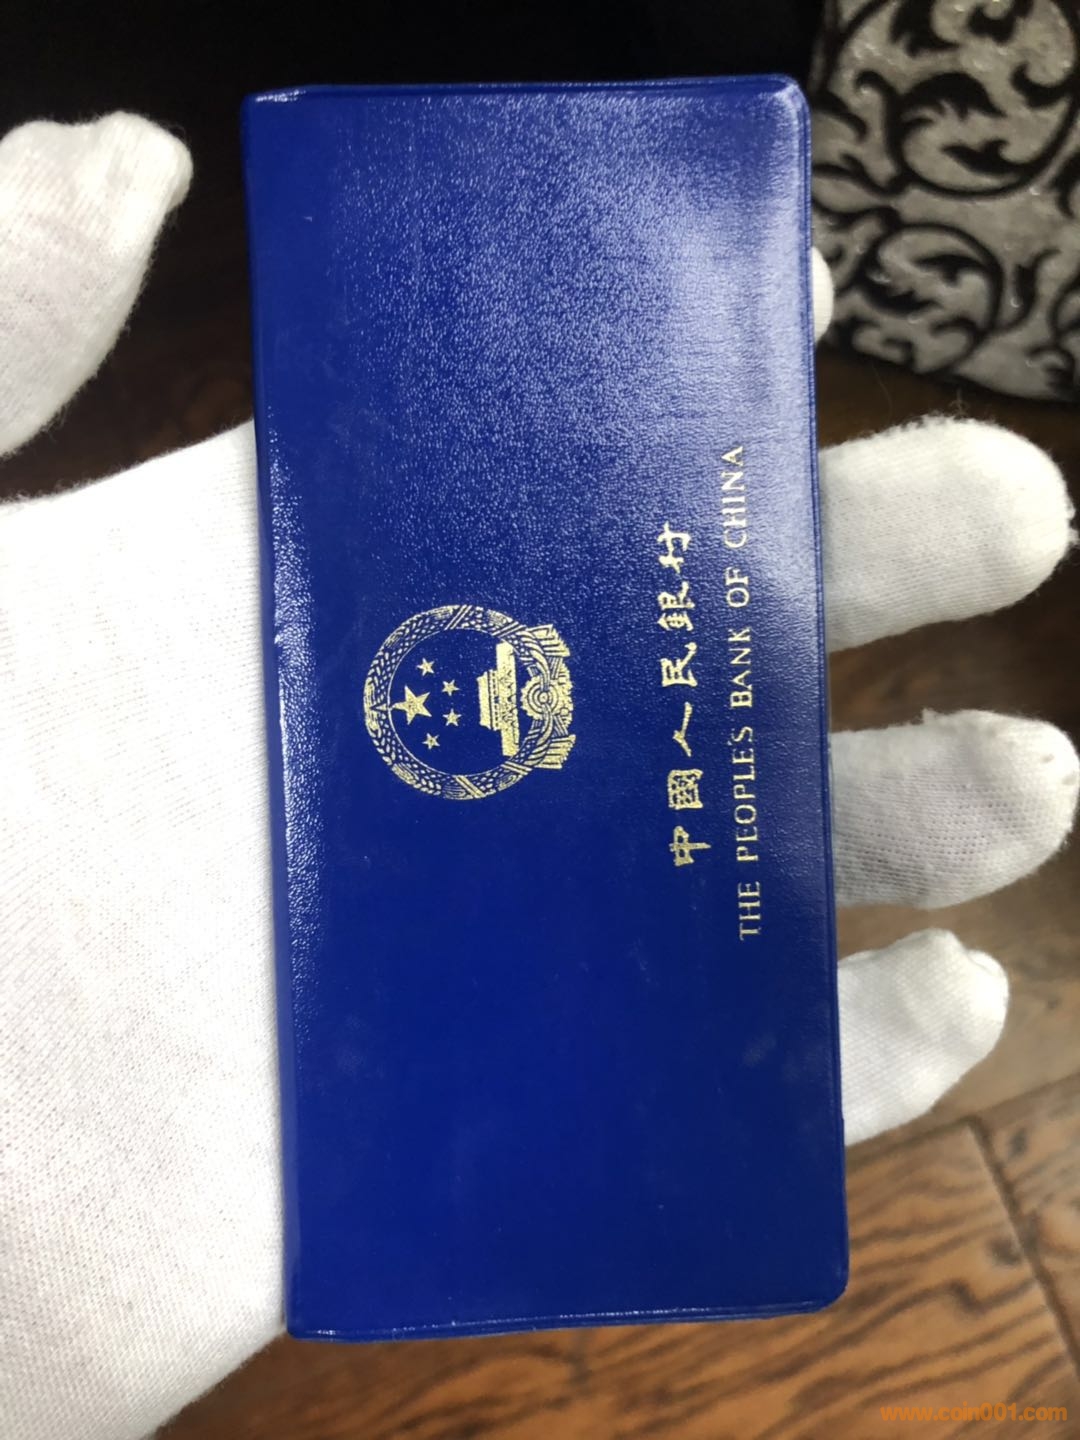 中國人民銀行
THE PEOPLE'S BANK OF CHINA
www.coin001.com